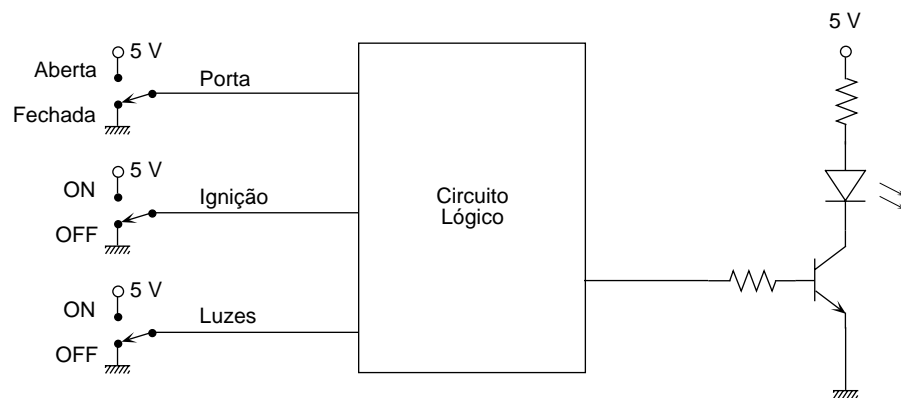 5 V
5 V
Aberta
Porta
Fechada
5 V
ON
Ignição
OFF
Circuito
Lógico
5 V
ON
Luzes
OFF